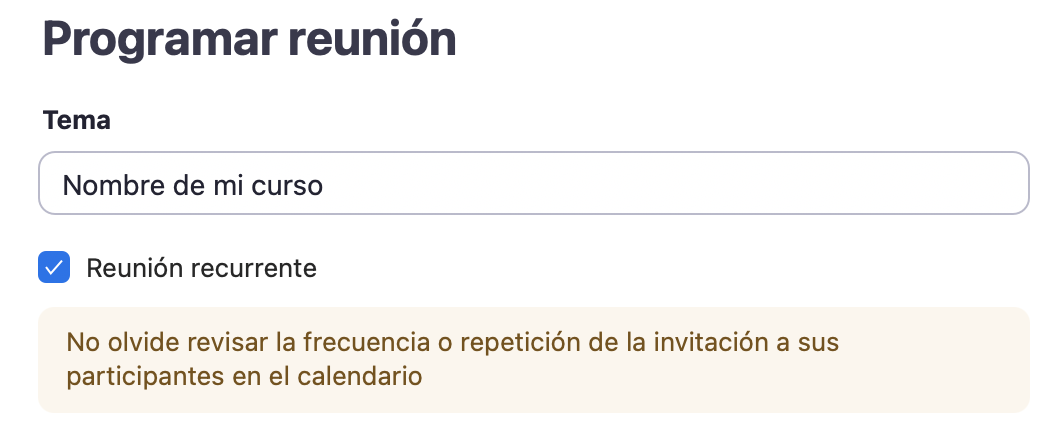 Programar reunión
Tema
Nombre de mi curso
Reunión recurrente
No olvide revisar la frecuencia o repetición de la invitación a sus
participantes en el calendario